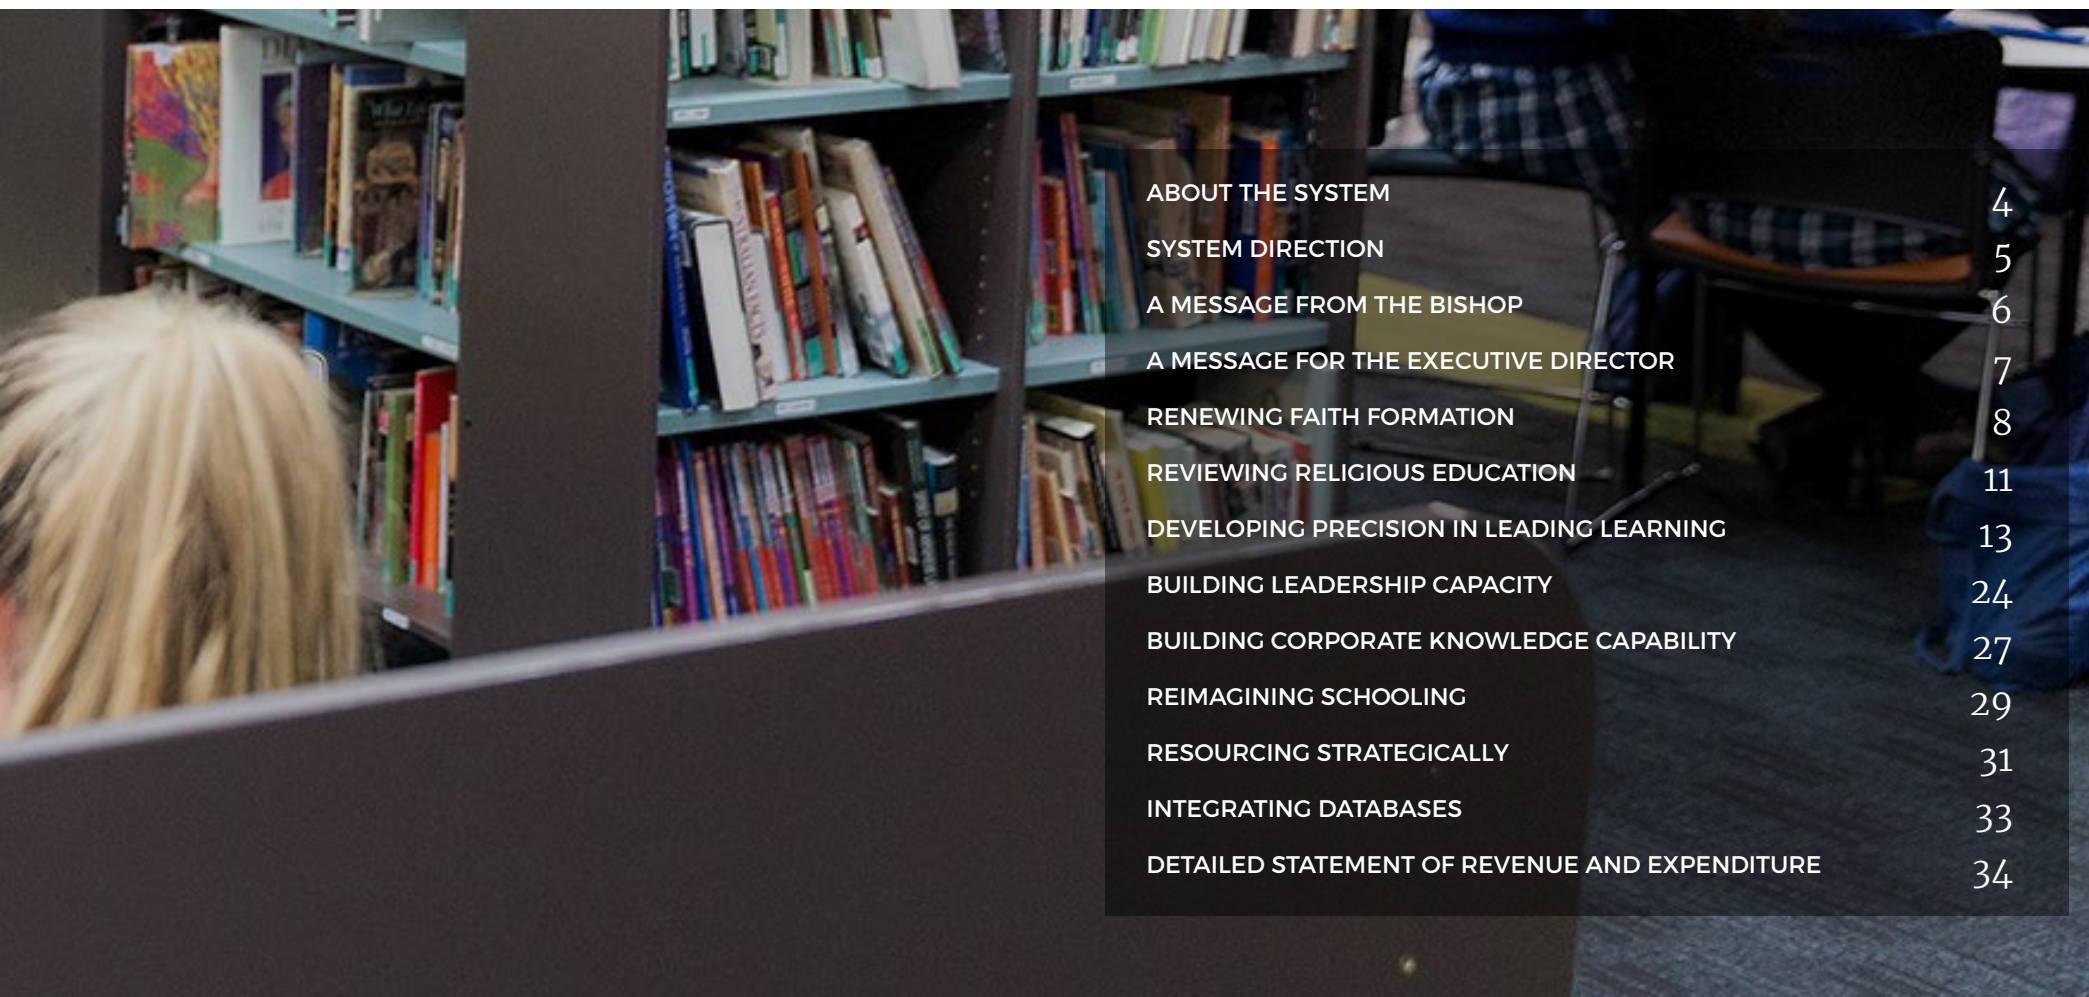 ABOUT THE SYSTEM 4
SYSTEM DIRECTION 5
A MESSAGE FROM THE BISHOP 6
A MESSAGE FOR THE EXECUTIVE DIRECTOR 7
RENEWING FAITH FORMATION 8
REVIEWING RELIGIOUS EDUCATION 11
DEVELOPING PRECISION IN LEADING LEARNING 13
BUILDING LEADERSHIP CAPACITY 24
BUILDING CORPORATE KNOWLEDGE CAPABILITY 27
REIMAGINING SCHOOLING 29
RESOURCING STRATEGICALLY 31
INTEGRATING DATABASES 33
DETAILED STATEMENT OF REVENUE AND EXPENDITURE 34